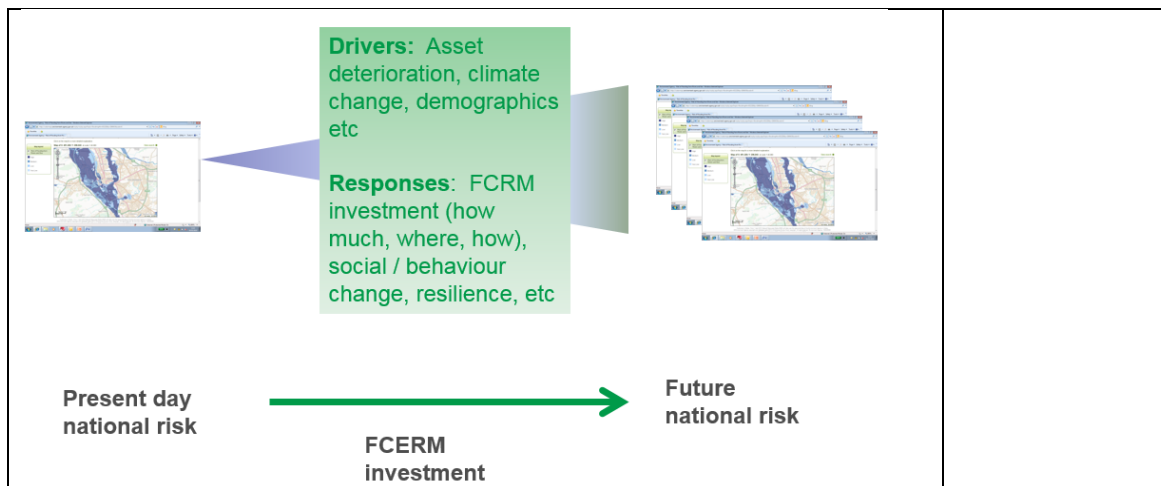 Drivers: Asset
deterioration, climate
change, demographics
etc
Responses: FCRM
investment (how
much, where, how),
social / behaviour
change, resilience, etc
Present day
national risk
FCERM
investment
Future
national risk